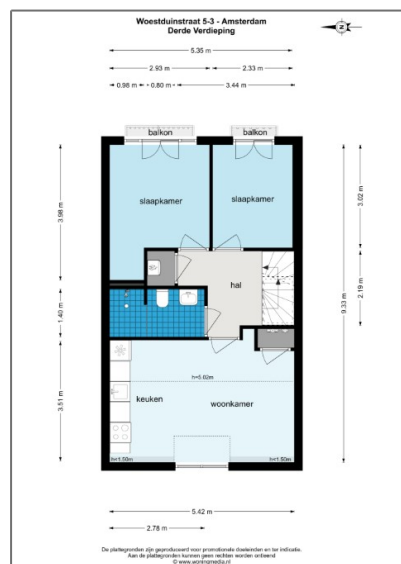 Woestduinstraat 5-3 - Amsterdam
Derde Verdieping
N
5.35 m
2.93 m
2.33 m
0.98 m
0.80 m
3.44 m
balkon
balkon
slaapkamer
slaapkamer
3.98 m
3.02 m
hal
2.19 m
1.40 m
9.33 m
h=5.02m
keuken
woonkamer
3.51 m
h=1.50m
h=1.50m
5.42 m
2.78 m
De plattegronden zijn geproduceerd voor promotionele doeleinden en ter indicatie.
Aan de plattegronden kunnen geen rechten worden ontleend
© www.woningmedia.nl